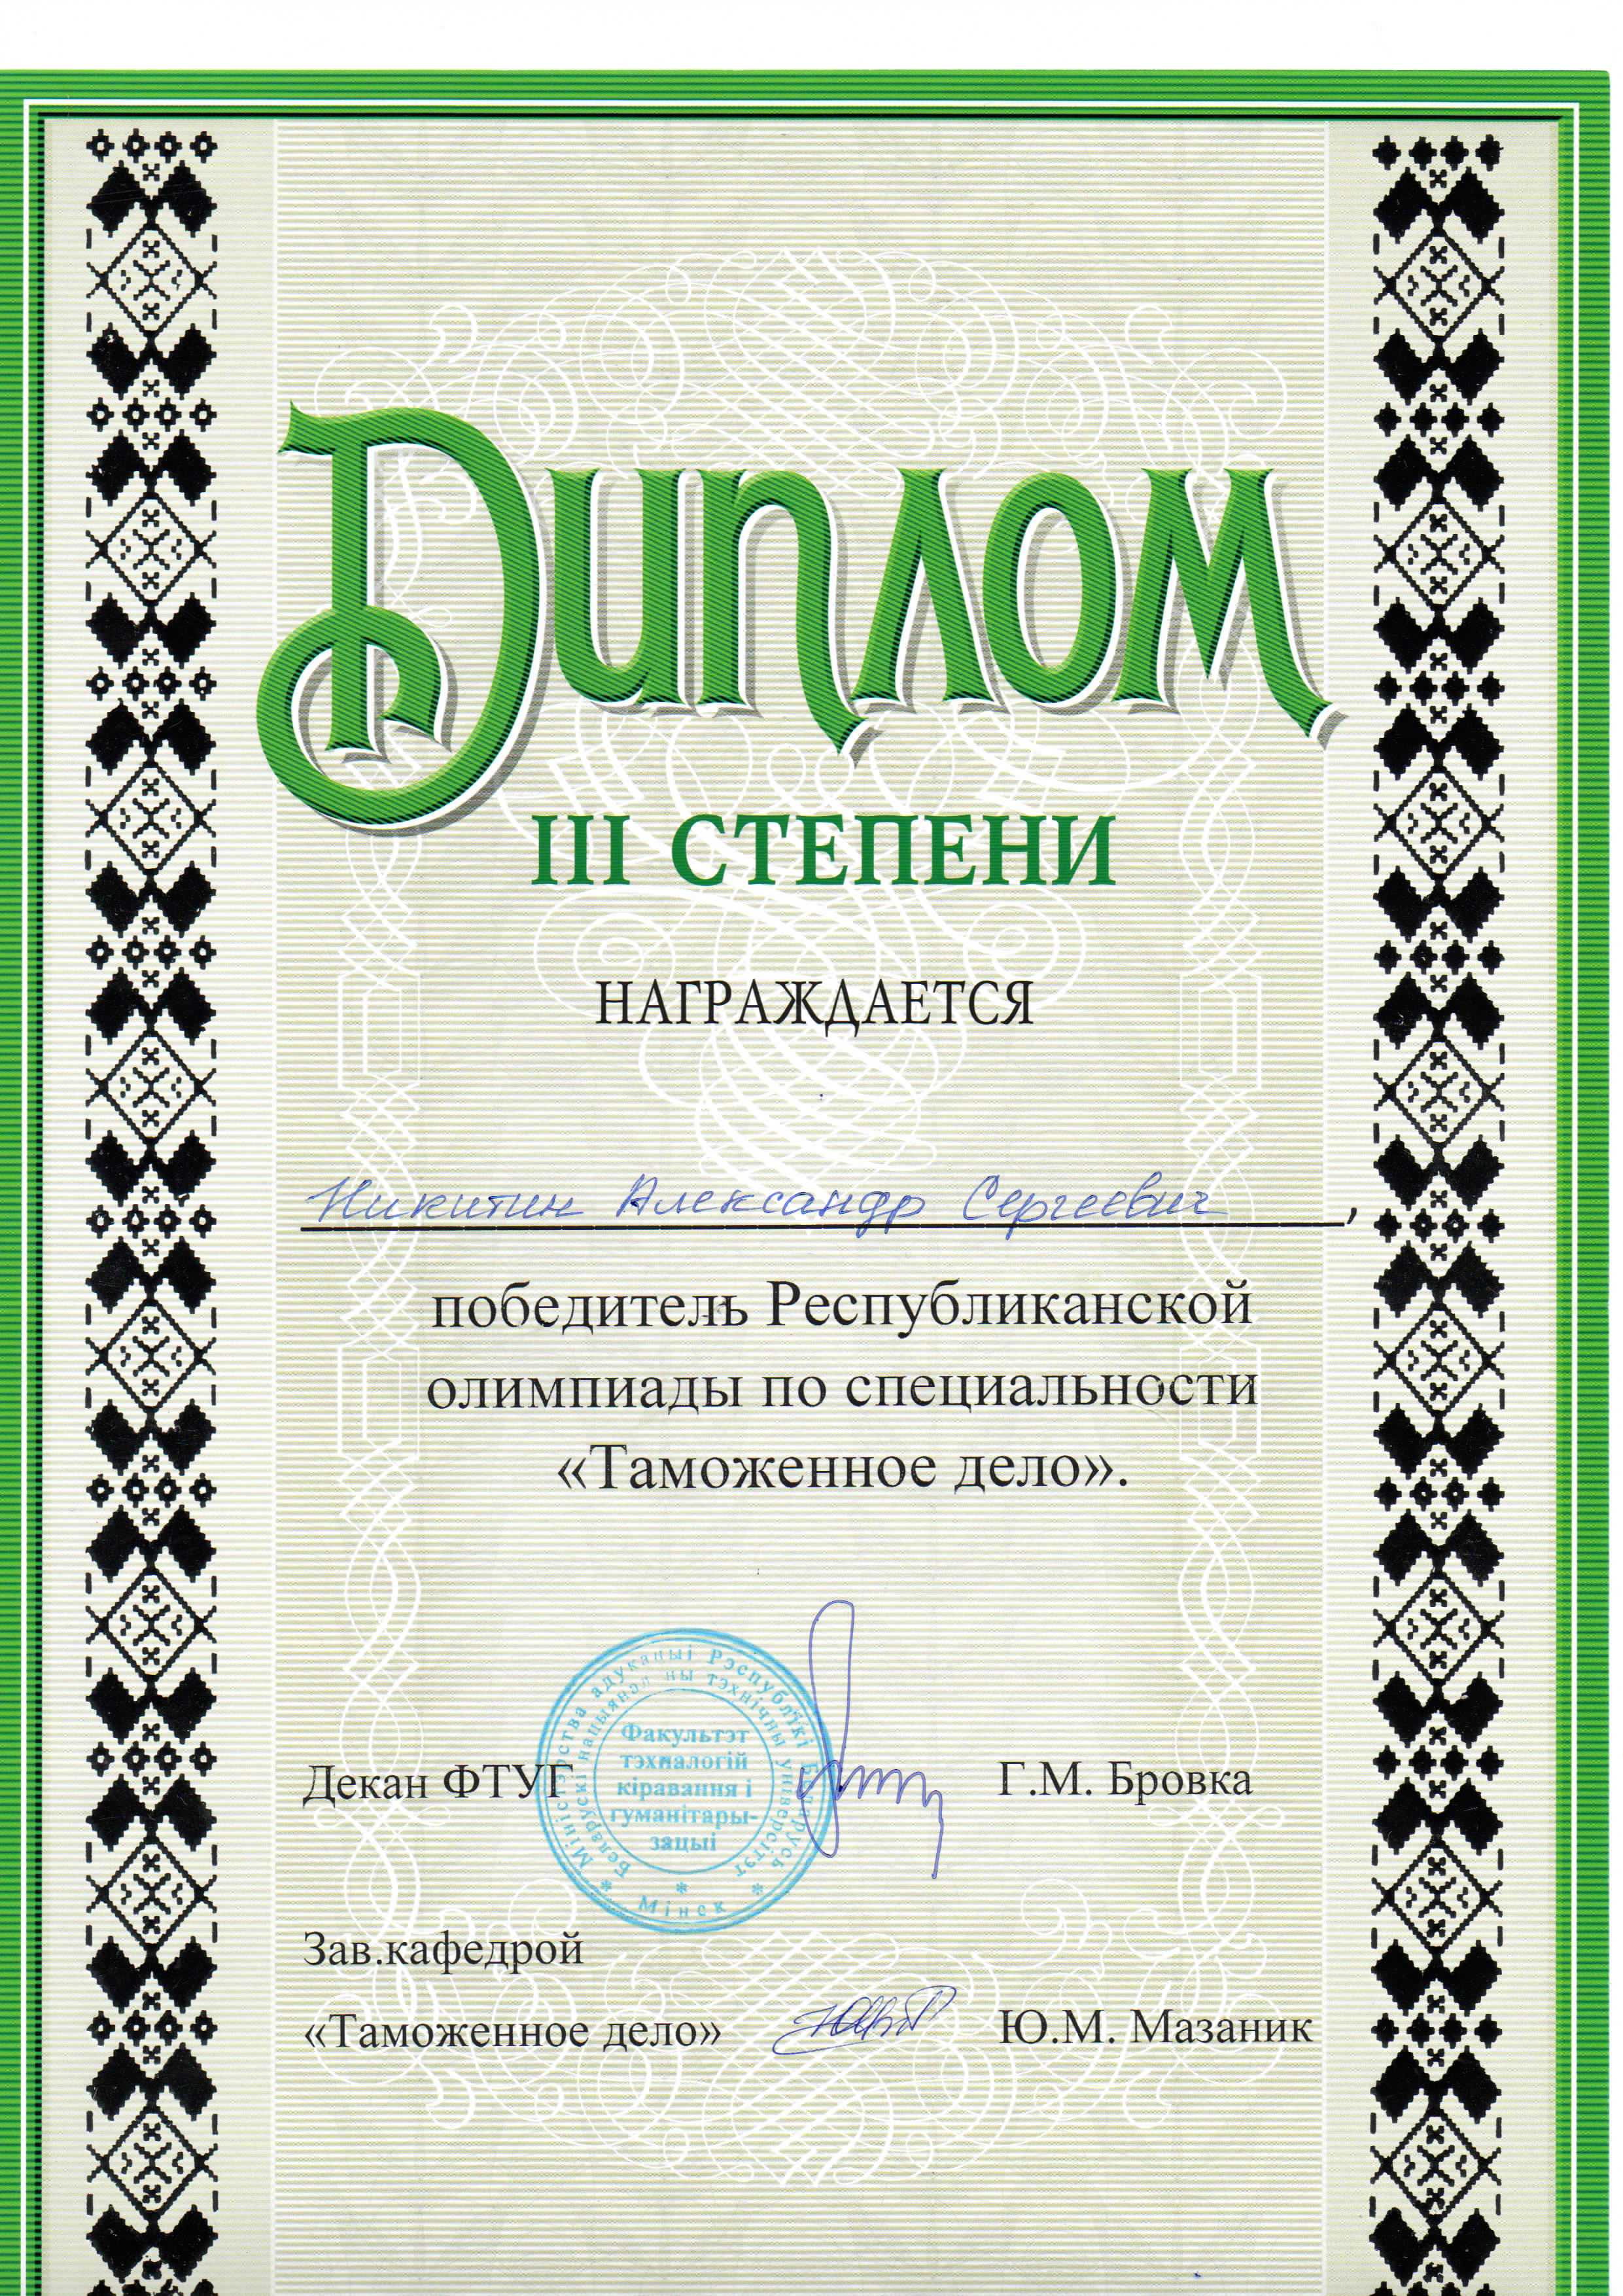 Диплом
III СТЕПЕНИ
НАГРАЖДАЕТСЯ
Никитин Александр Сергеевич,
победитель Республиканской
олимпиады по специальности
«Таможенное дело».
Міністэрства адукацыі Рэспублікі Беларусь
Беларускі нацыянальны тэхнічны універсітэт
Факультэт
тэхналогій
кіравання і
гуманітары-
зацыі
* Мінск *
Декан ФТУГ Г.М. Бровка
Зав.кафедрой
«Таможенное дело» Ю.М. Мазаник